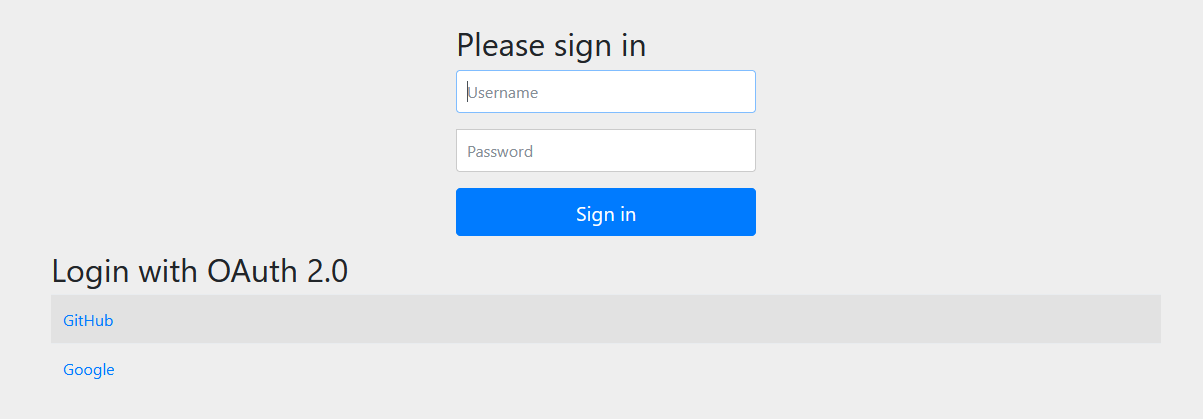 Please sign in
Username
Password
Sign in
Login with OAuth 2.0
GitHub
Google